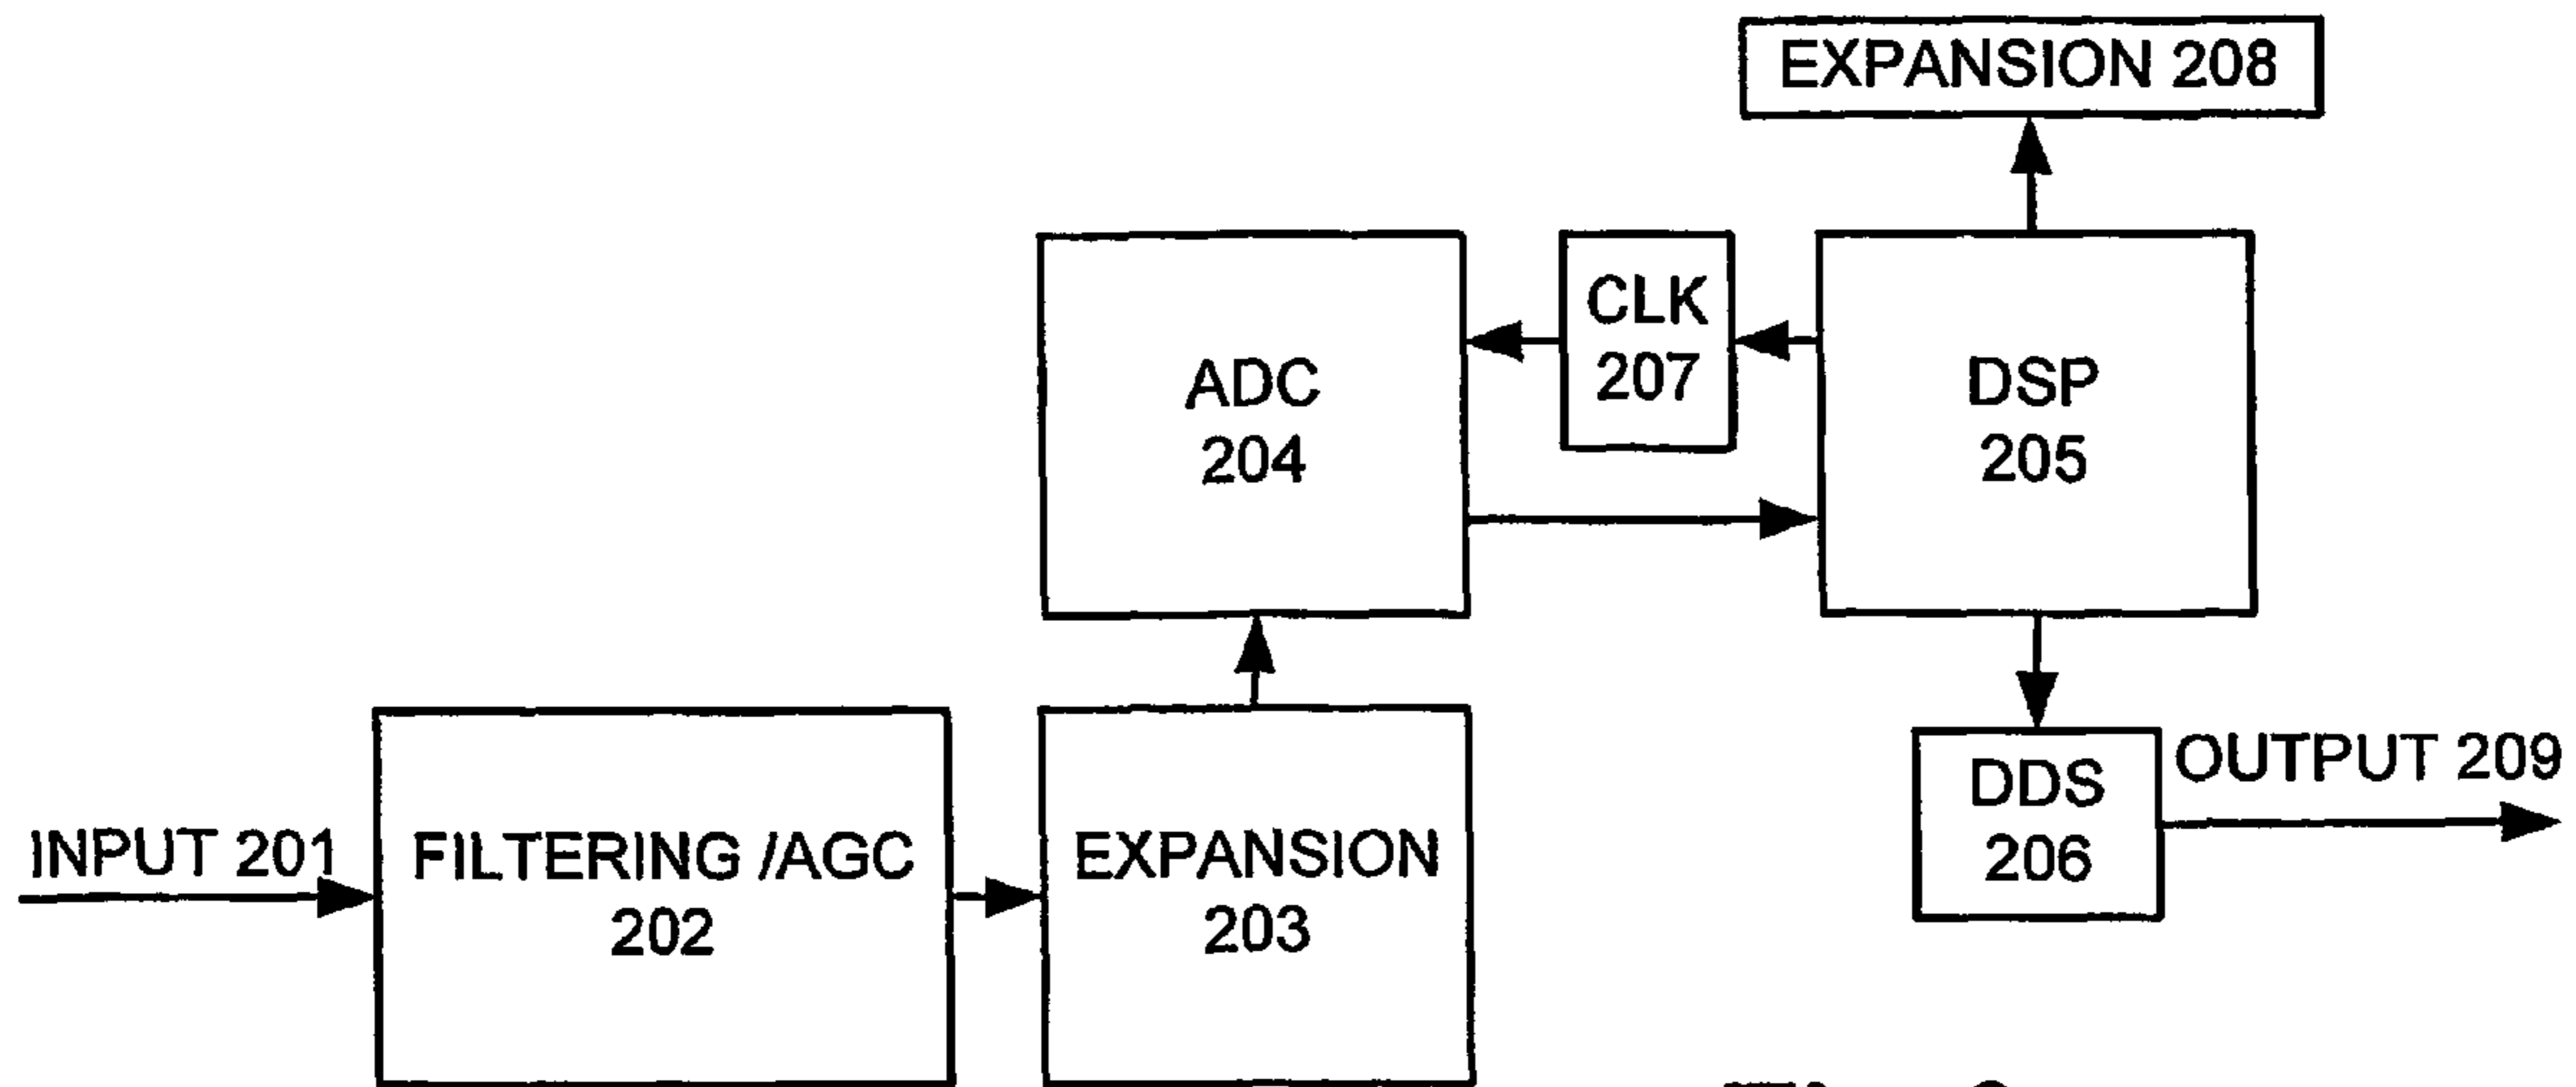 EXPANSION 208
CLK
207
ADC
204
DSP
205
INPUT 201
FILTERING /AGC
202
EXPANSION
203
DDS
206
OUTPUT 209